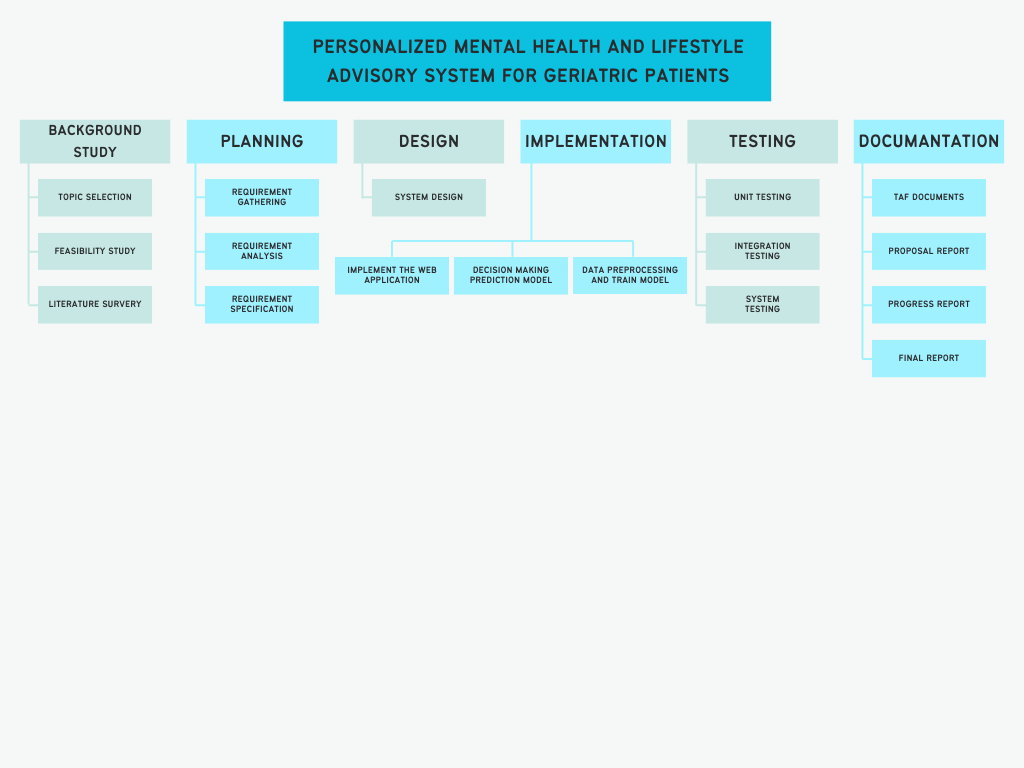 PERSONALIZED MENTAL HEALTH AND LIFESTYLE
ADVISORY SYSTEM FOR GERIATRIC PATIENTS
BACKGROUND
STUDY
TOPIC SELECTION
FEASIBILITY STUDY
LITERATURE SURVERY
PLANNING
REQUIREMENT
GATHERING
REQUIREMENT
ANALYSIS
REQUIREMENT
SPECIFICATION
DESIGN
SYSTEM DESIGN
IMPLEMENTATION
IMPLEMENT THE WEB
APPLICATION
DECISION MAKING
PREDICTION MODEL
DATA PREPROCESSING
AND TRAIN MODEL
TESTING
UNIT TESTING
INTEGRATION
TESTING
SYSTEM
TESTING
DOCUMANTATION
TAF DOCUMENTS
PROPOSAL REPORT
PROGRESS REPORT
FINAL REPORT